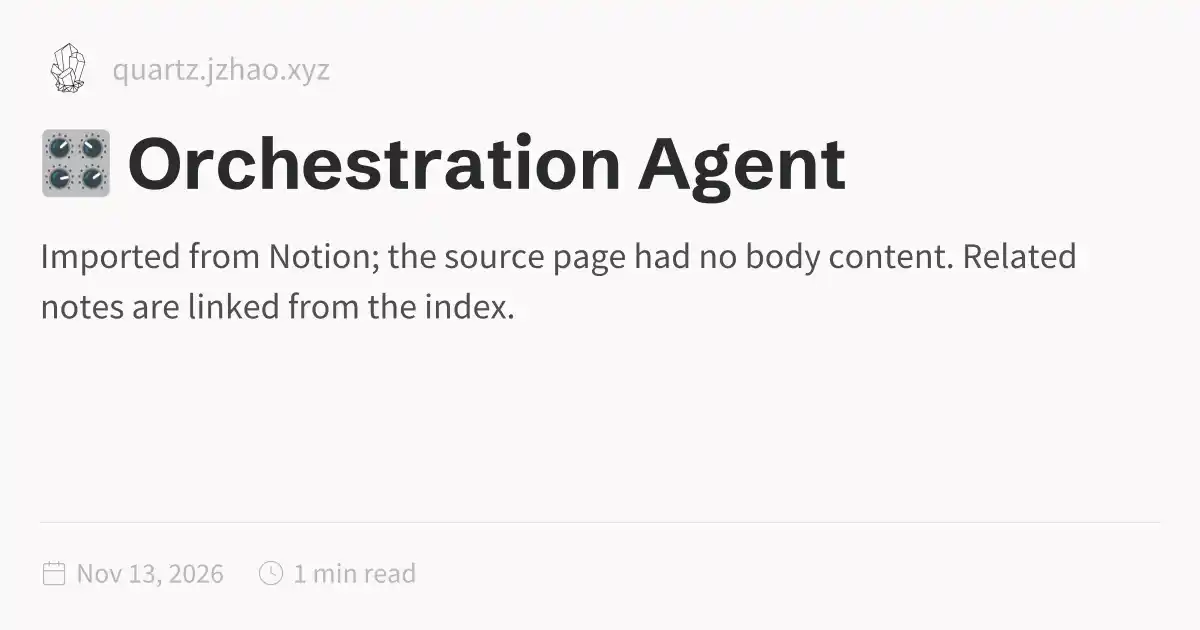 quartz.jzhao.xyz
🎛️ Orchestration Agent
Imported from Notion; the source page had no body content. Related
notes are linked from the index.
Nov 13, 2026 1 min read